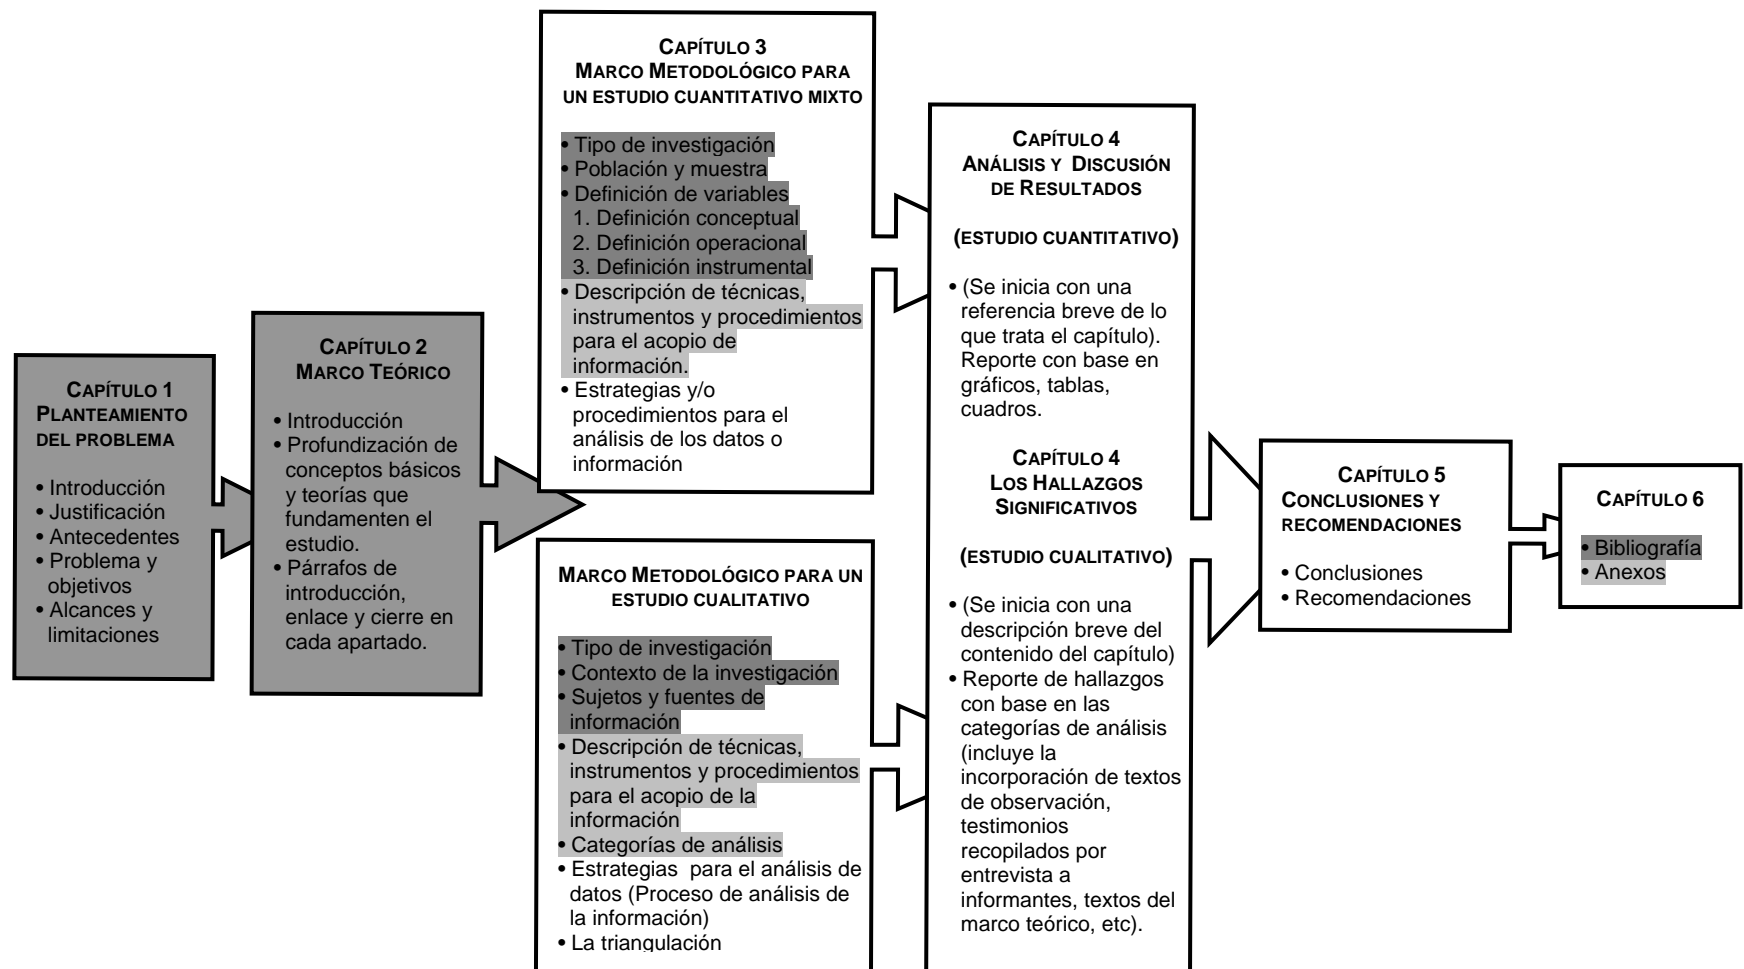 CAPÍTULO 1
PLANTEAMIENTO
DEL PROBLEMA
• Introducción
• Justificación
• Antecedentes
• Problema y
objetivos
• Alcances y
limitaciones
CAPÍTULO 2
MARCO TEÓRICO
• Introducción
• Profundización de
conceptos básicos
y teorías que
fundamenten el
estudio.
• Párrafos de
introducción,
enlace y cierre en
cada apartado.
CAPÍTULO 3
MARCO METODOLÓGICO PARA
UN ESTUDIO CUANTITATIVO MIXTO
• Tipo de investigación
• Población y muestra
• Definición de variables
1. Definición conceptual
2. Definición operacional
3. Definición instrumental
• Descripción de técnicas,
instrumentos y procedimientos
para el acopio de
información.
• Estrategias y/o
procedimientos para el
análisis de los datos o
información
MARCO METODOLÓGICO PARA UN
ESTUDIO CUALITATIVO
• Tipo de investigación
• Contexto de la investigación
• Sujetos y fuentes de
información
• Descripción de técnicas,
instrumentos y procedimientos
para el acopio de la
información
• Categorías de análisis
• Estrategias para el análisis de
datos (Proceso de análisis de
la información)
• La triangulación
CAPÍTULO 4
ANÁLISIS Y DISCUSIÓN
DE RESULTADOS
(ESTUDIO CUANTITATIVO)
• (Se inicia con una
referencia breve de lo
que trata el capítulo).
Reporte con base en
gráficos, tablas,
cuadros.
CAPÍTULO 4
LOS HALLAZGOS
SIGNIFICATIVOS
(ESTUDIO CUALITATIVO)
• (Se inicia con una
descripción breve del
contenido del capítulo)
• Reporte de hallazgos
con base en las
categorías de análisis
(incluye la
incorporación de textos
de observación,
testimonios
recopilados por
entrevista a
informantes, textos del
marco teórico, etc).
CAPÍTULO 5
CONCLUSIONES Y
RECOMENDACIONES
• Conclusiones
• Recomendaciones
CAPÍTULO 6
• Bibliografía
• Anexos